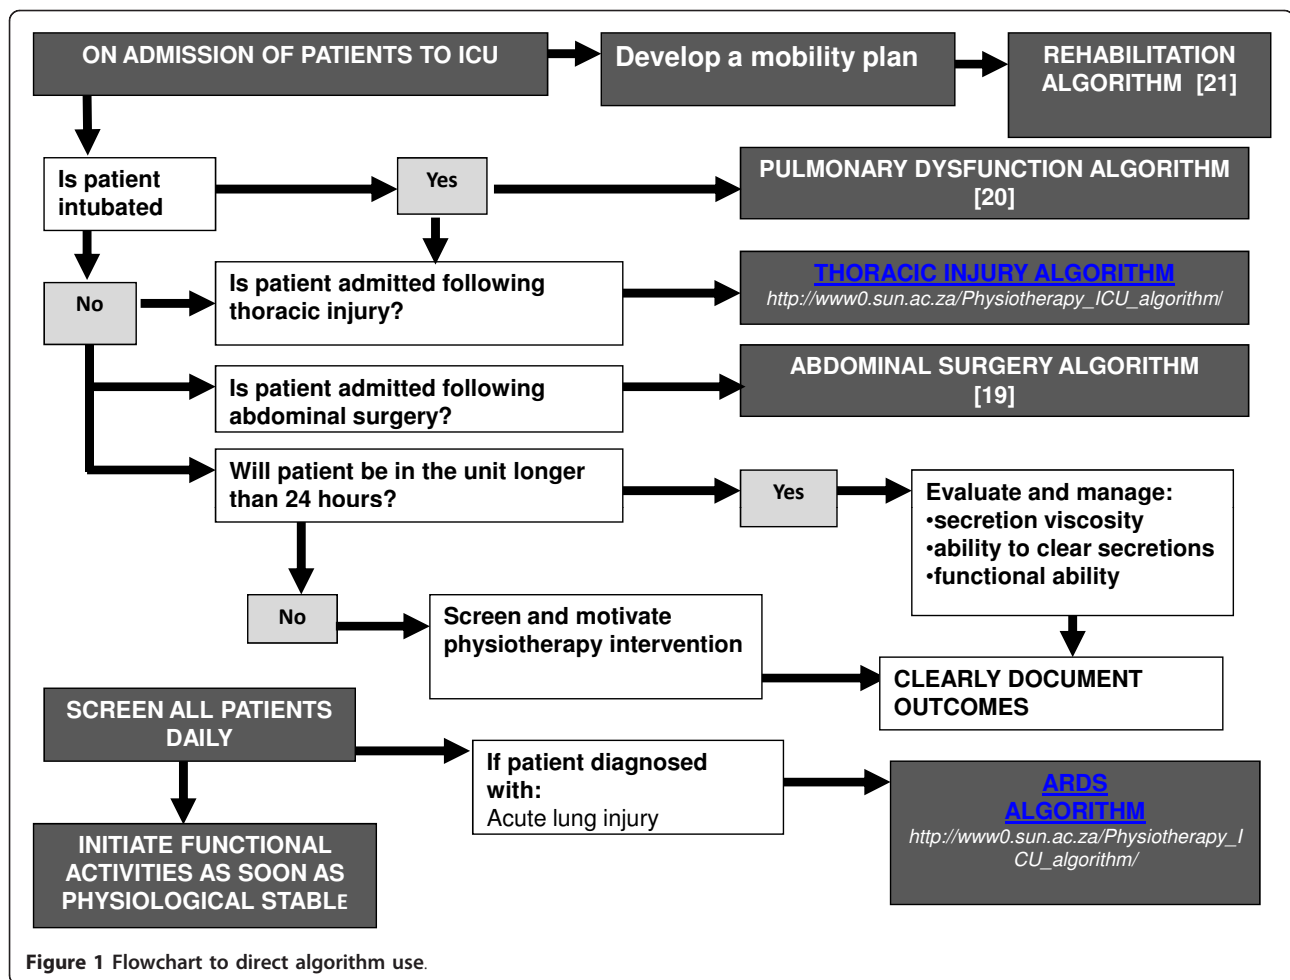 ON ADMISSION OF PATIENTS TO ICU
Develop a mobility plan
REHABILITATION
ALGORITHM [21]
Is patient
intubated
Yes
PULMONARY DYSFUNCTION ALGORITHM
[20]
No
Is patient admitted following
thoracic injury?
THORACIC INJURY ALGORITHM
http://www0.sun.ac.za/Physiotherapy_ICU_algorithm/
Is patient admitted following
abdominal surgery?
ABDOMINAL SURGERY ALGORITHM
[19]
Will patient be in the unit longer
than 24 hours?
Yes
Evaluate and manage:
•secretion viscosity
•ability to clear secretions
•functional ability
No
Screen and motivate
physiotherapy intervention
CLEARLY DOCUMENT
OUTCOMES
SCREEN ALL PATIENTS
DAILY
If patient diagnosed
with:
Acute lung injury
ARDS
ALGORITHM
http://www0.sun.ac.za/Physiotherapy_I
CU_algorithm/
INITIATE FUNCTIONAL
ACTIVITIES AS SOON AS
PHYSIOLOGICAL STABLE
Figure 1 Flowchart to direct algorithm use.